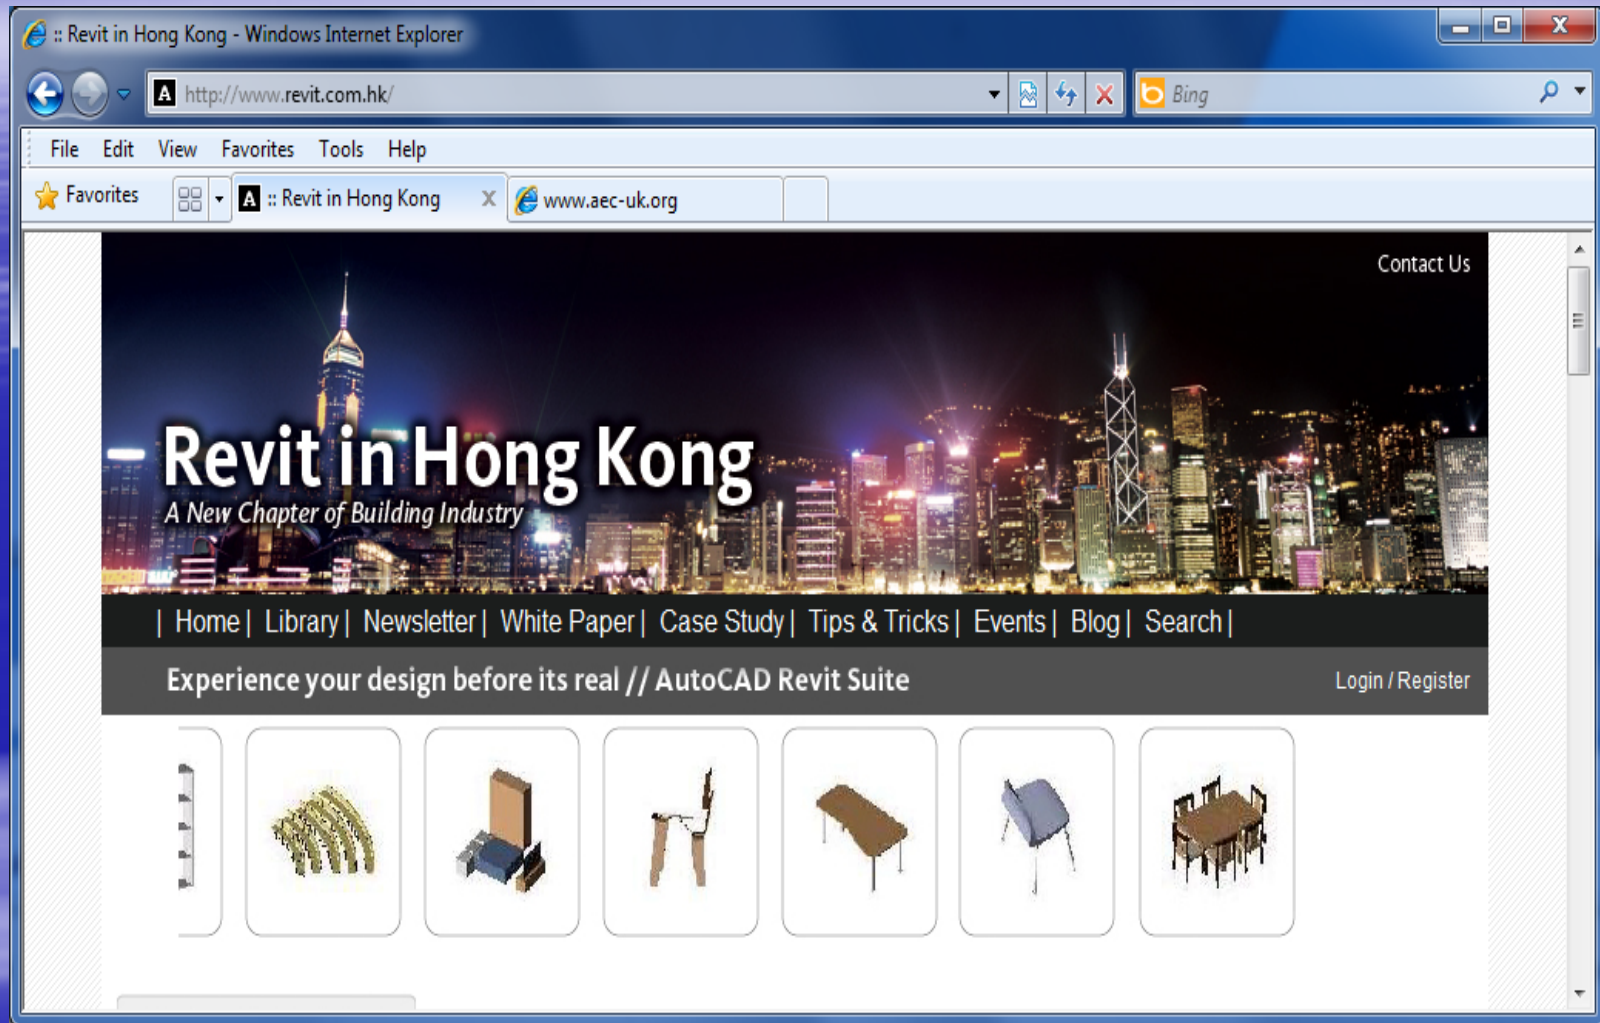 :: Revit in Hong Kong - Windows Internet Explorer
A http://www.revit.com.hk/ Bing
File Edit View Favorites Tools Help
Favorites A :: Revit in Hong Kong x www.aec-uk.org
Contact Us
Revit in Hong Kong
A New Chapter of Building Industry
| Home | Library | Newsletter | White Paper | Case Study | Tips & Tricks | Events | Blog | Search |
Experience your design before its real // AutoCAD Revit Suite Login / Register